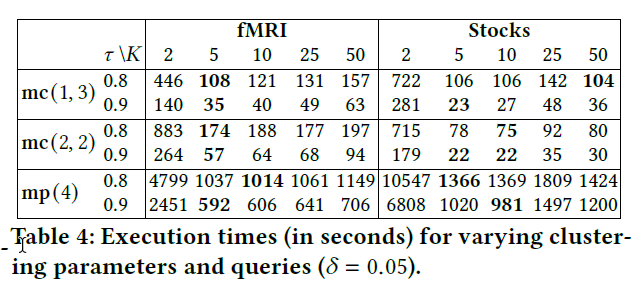 fMRI Stocks
τ \K 2 5 10 25 50 2 5 10 25 50
mc(1, 3) 0.8 446 108 121 131 157 722 106 106 142 104
0.9 140 35 40 49 63 281 23 27 48 36
mc(2, 2) 0.8 883 174 188 177 197 715 78 75 92 80
0.9 264 57 64 68 94 179 22 22 35 30
mp(4) 0.8 4799 1037 1014 1061 1149 10547 1366 1369 1809 1424
0.9 2451 592 606 641 706 6808 1020 981 1497 1200
Table 4: Execution times (in seconds) for varying cluster-
ing parameters and queries (δ = 0.05).